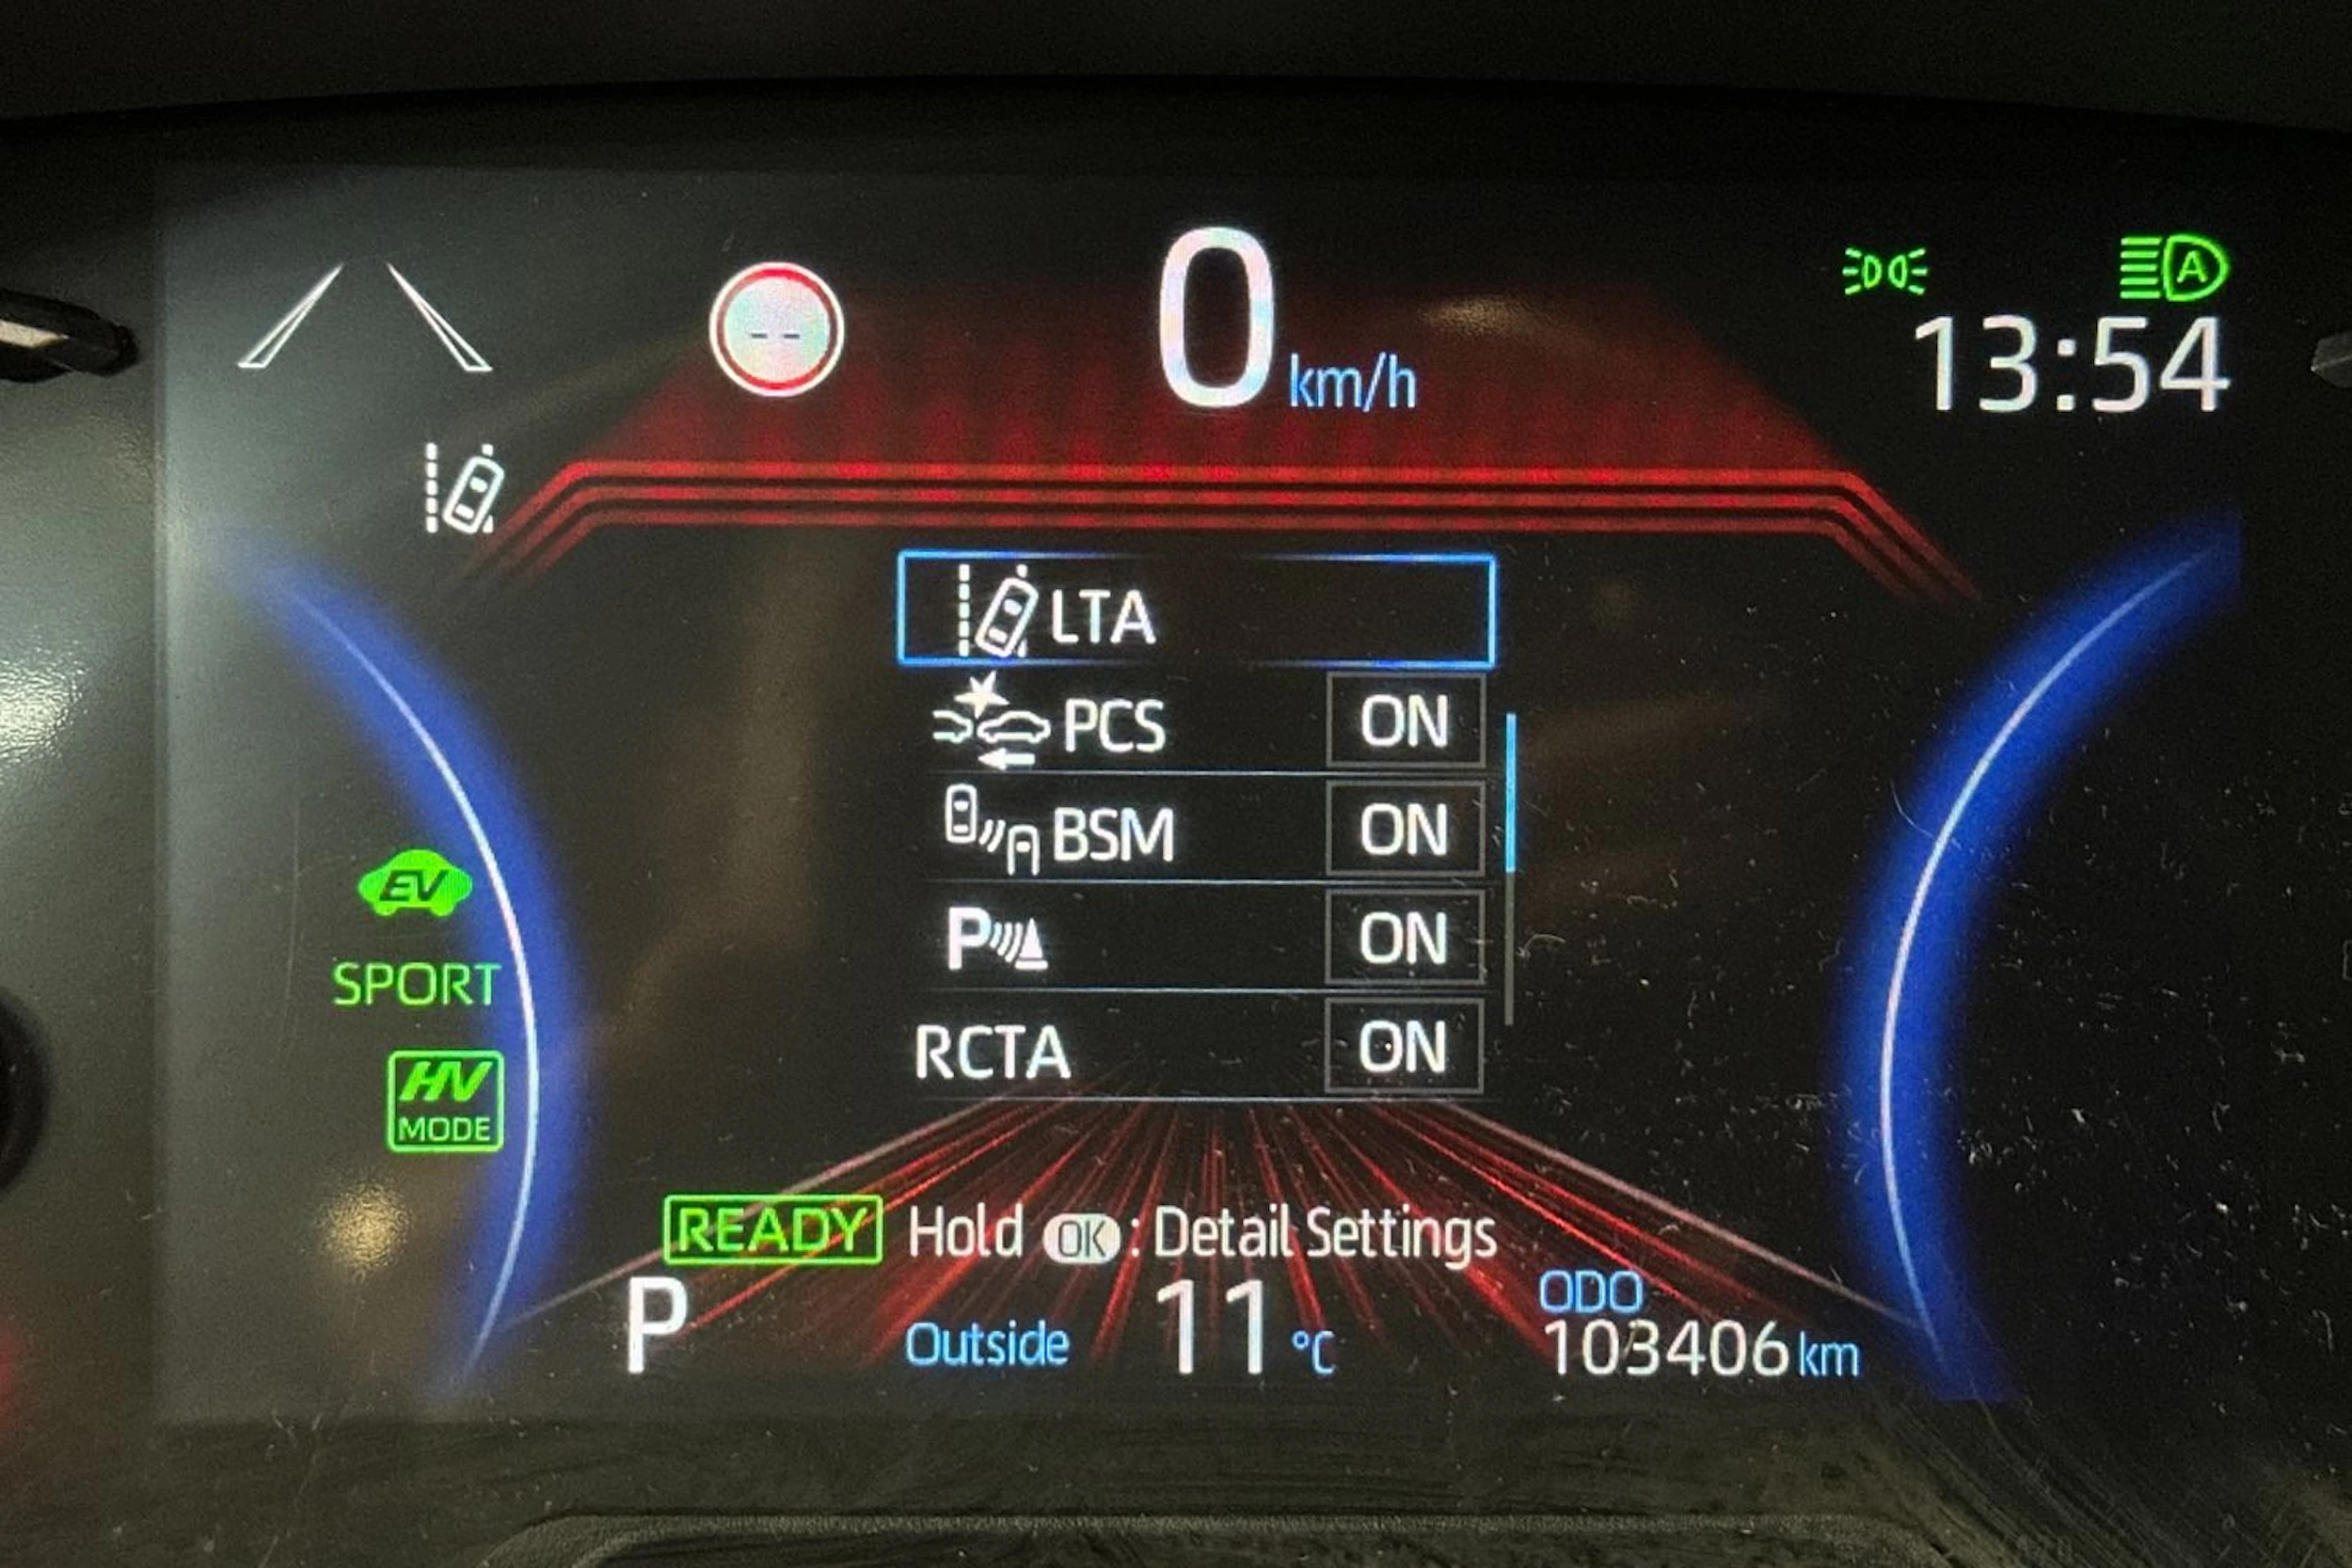 0 km/h
A
13:54
--
LTA
PCS ON
BSM ON
P ON
RCTA ON
EV
SPORT
HV
MODE
READY Hold OK : Detail Settings
P Outside 11 °C
ODO
103406 km